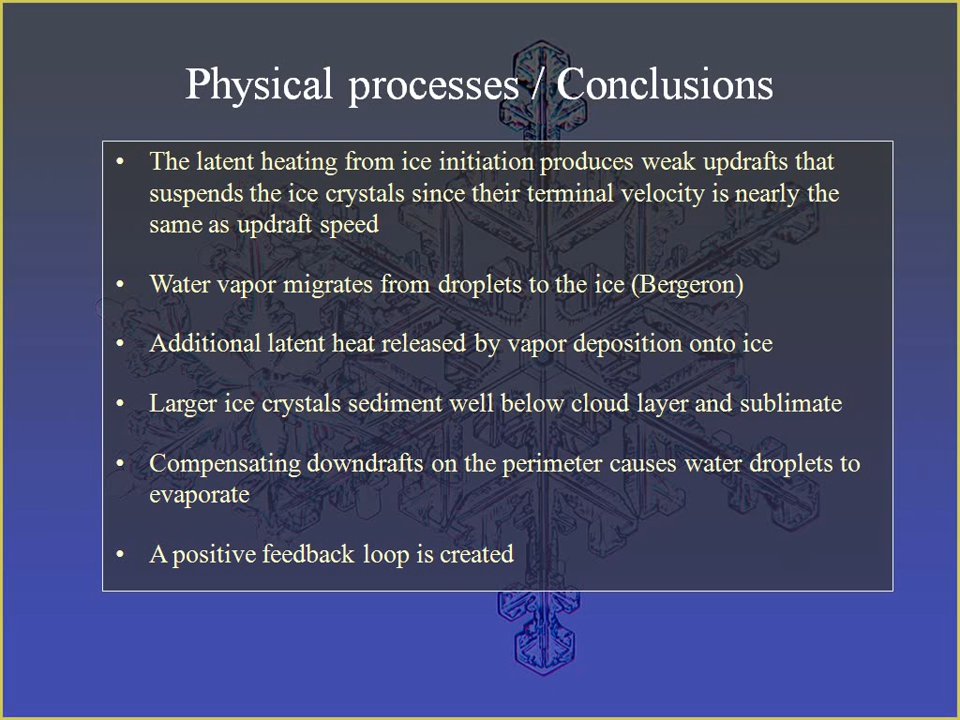 Physical processes / Conclusions
• The latent heating from ice initiation produces weak updrafts that
suspends the ice crystals since their terminal velocity is nearly the
same as updraft speed
• Water vapor migrates from droplets to the ice (Bergeron)
• Additional latent heat released by vapor deposition onto ice
• Larger ice crystals sediment well below cloud layer and sublimate
• Compensating downdrafts on the perimeter causes water droplets to
evaporate
• A positive feedback loop is created